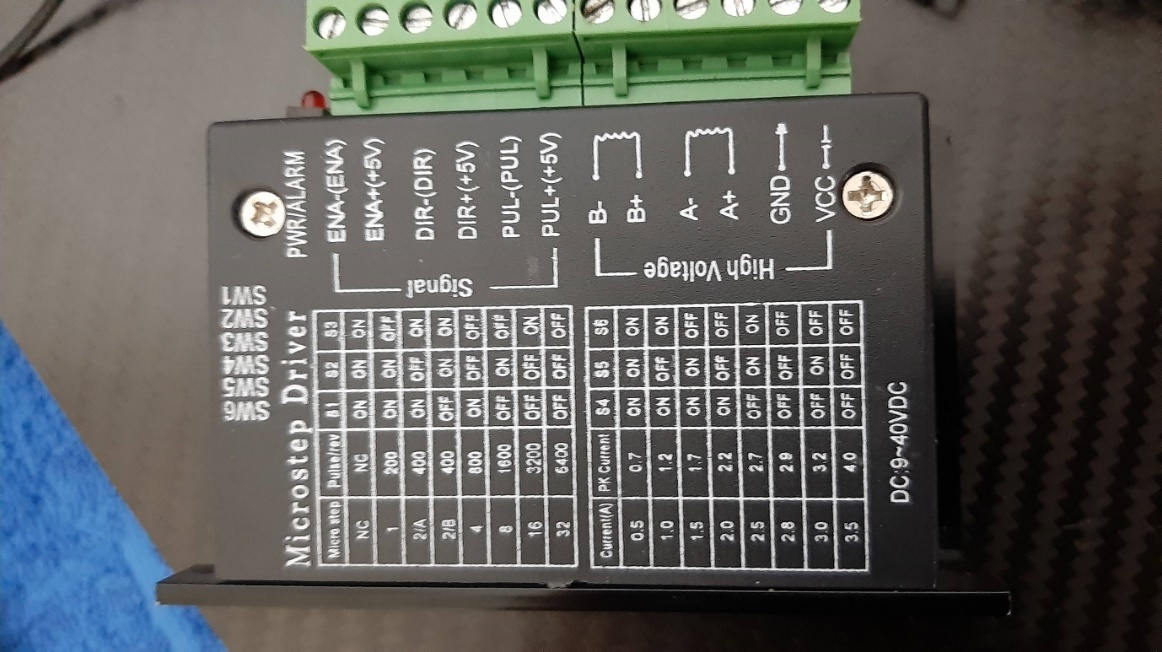 SW1
SW2
SW3
SW4
SW5
SW6
Microstep Driver
PWR/ALARM
Micro step Pulse/rev S1 S2 S3
NC NC ON ON ON
1 200 ON ON OFF
2/A 400 ON OFF ON
2/B 400 OFF ON ON
4 800 ON OFF OFF
8 1600 OFF ON OFF
16 3200 OFF OFF ON
32 6400 OFF OFF OFF
Signal
ENA-(ENA)
ENA+(+5V)
DIR-(DIR)
DIR+(+5V)
PUL-(PUL)
PUL+(+5V)
Current(A) PK Current S4 S5 S6
0.5 0.7 ON ON ON
1.0 1.2 ON OFF ON
1.5 1.7 ON ON OFF
2.0 2.2 ON OFF OFF
2.5 2.7 OFF ON ON
2.8 2.9 OFF OFF
3.0 3.2 OFF ON OFF
3.5 4.0 OFF OFF OFF
High Voltage
B-
B+
A-
A+
GND
VCC
DC:9~40VDC